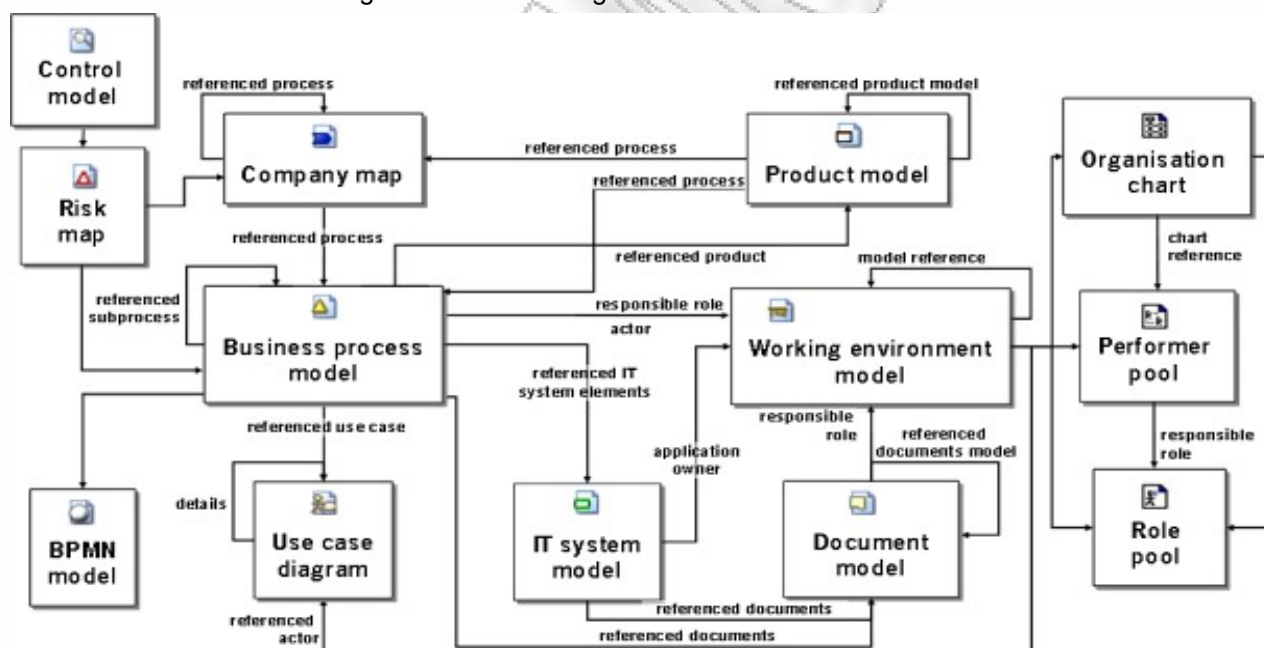 Control
model
referenced process
referenced product model
Company map
referenced process
Product model
Organisation
chart
referenced process
Risk
map
referenced process
chart
reference
referenced product
model reference
referenced
subprocess
responsible role
actor
Business process
model
Working environment
model
Performer
pool
referenced IT
system elements
referenced use case
responsible
role
referenced
documents model
responsible
role
application
owner
details
BPMN
model
Use case
diagram
IT system
model
Document
model
Role
pool
referenced documents
referenced
actor
referenced documents